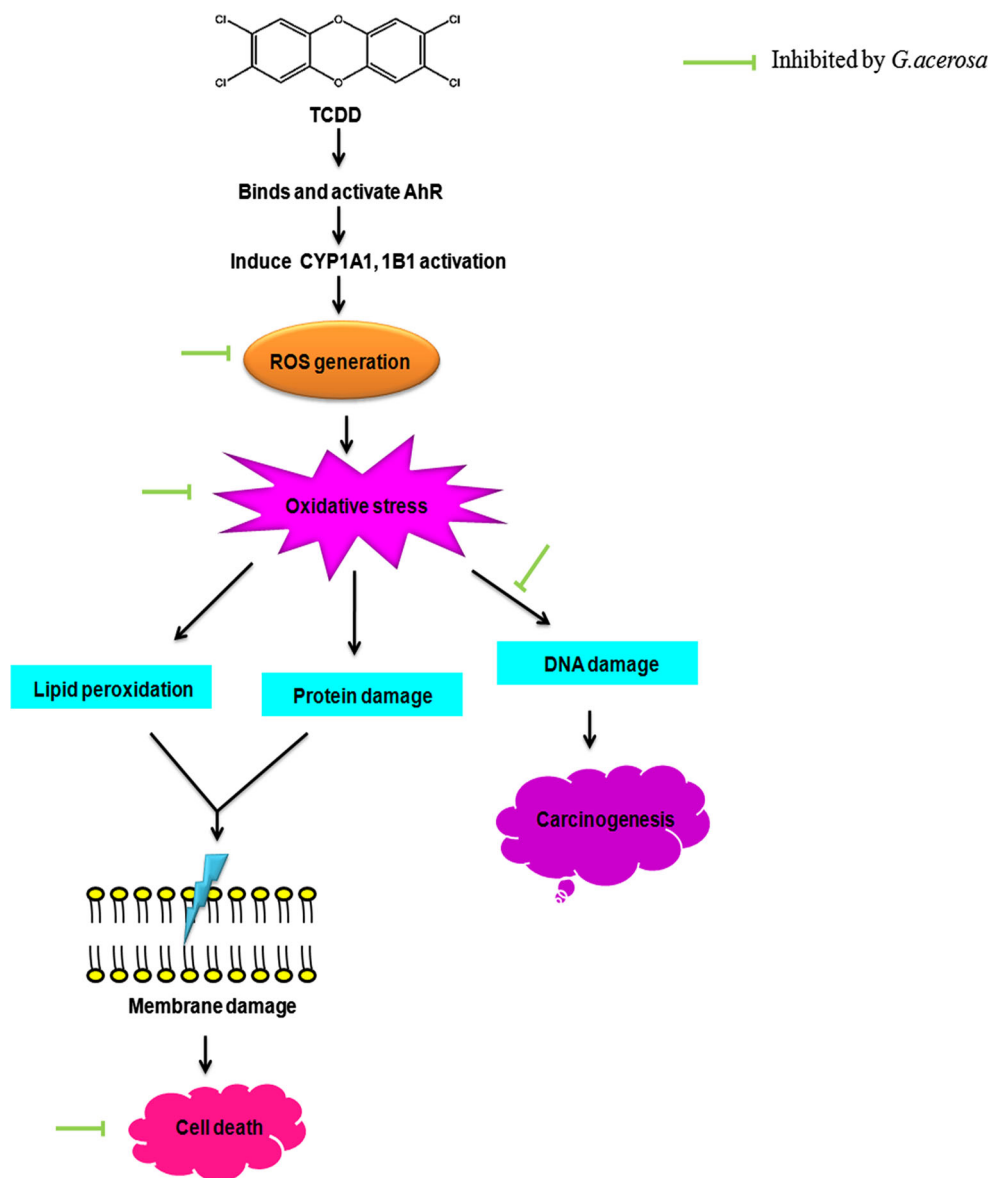 Cl
O
Cl
Inhibited by G.acerosa
Cl
O
Cl
TCDD
Binds and activate AhR
Induce CYP1A1, 1B1 activation
ROS generation
Oxidative stress
DNA damage
Lipid peroxidation
Protein damage
Carcinogenesis
Membrane damage
Cell death